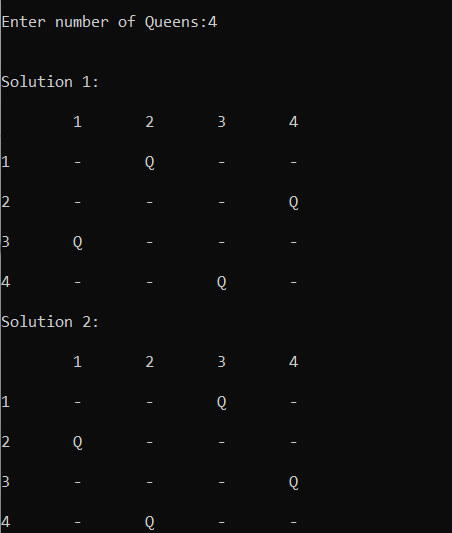 Enter number of Queens:4
Solution 1:
1 2 3 4
1 - Q - -
2 - - - Q
3 Q - - -
4 - - Q -
Solution 2:
1 2 3 4
1 - - Q -
2 Q - - -
3 - - - Q
4 - Q - -